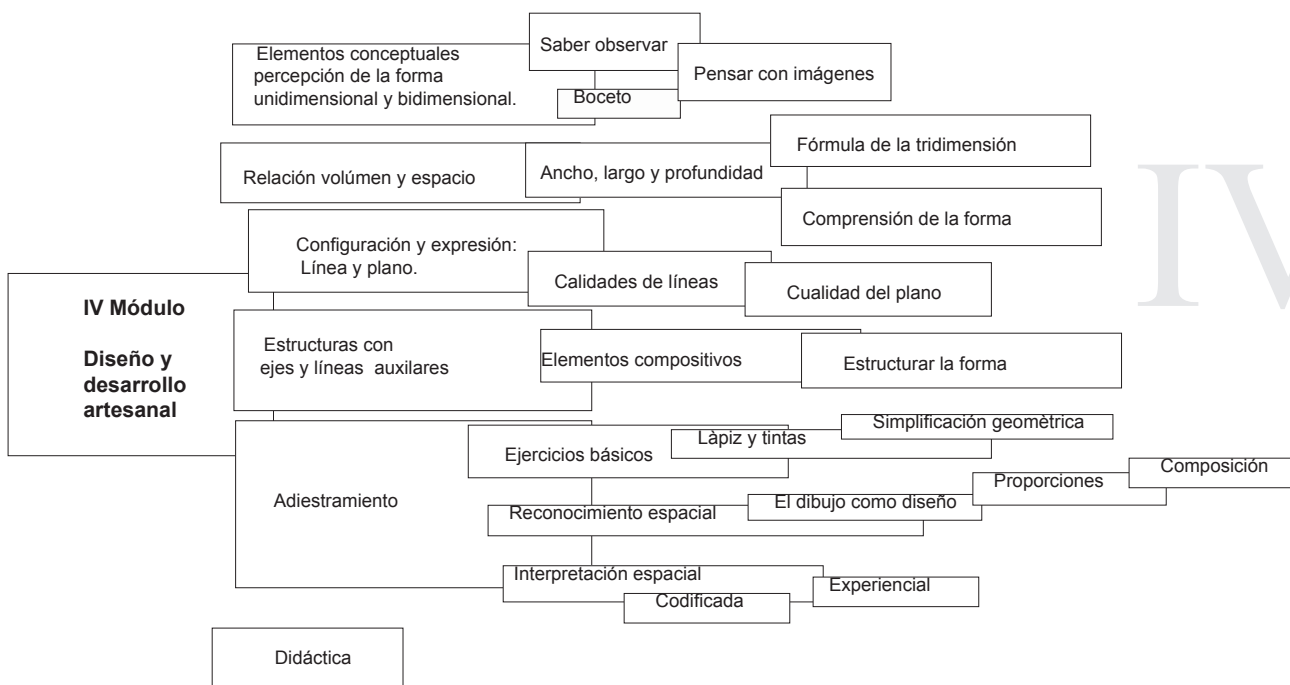 Saber observar
Elementos conceptuales
percepción de la forma
unidimensional y bidimensional.
Pensar con imágenes
Boceto
Fórmula de la tridimensión
Relación volúmen y espacio
Ancho, largo y profundidad
Comprensión de la forma
Configuración y expresión:
Línea y plano.
Calidades de líneas
Cualidad del plano
IV
IV Módulo
Diseño y
desarrollo
artesanal
Estructuras con
ejes y líneas auxilares
Elementos compositivos
Estructurar la forma
Adiestramiento
Ejercicios básicos
Làpiz y tintas
Simplificación geomètrica
Reconocimiento espacial
El dibujo como diseño
Proporciones
Composición
Interpretación espacial
Codificada
Experiencial
Didáctica